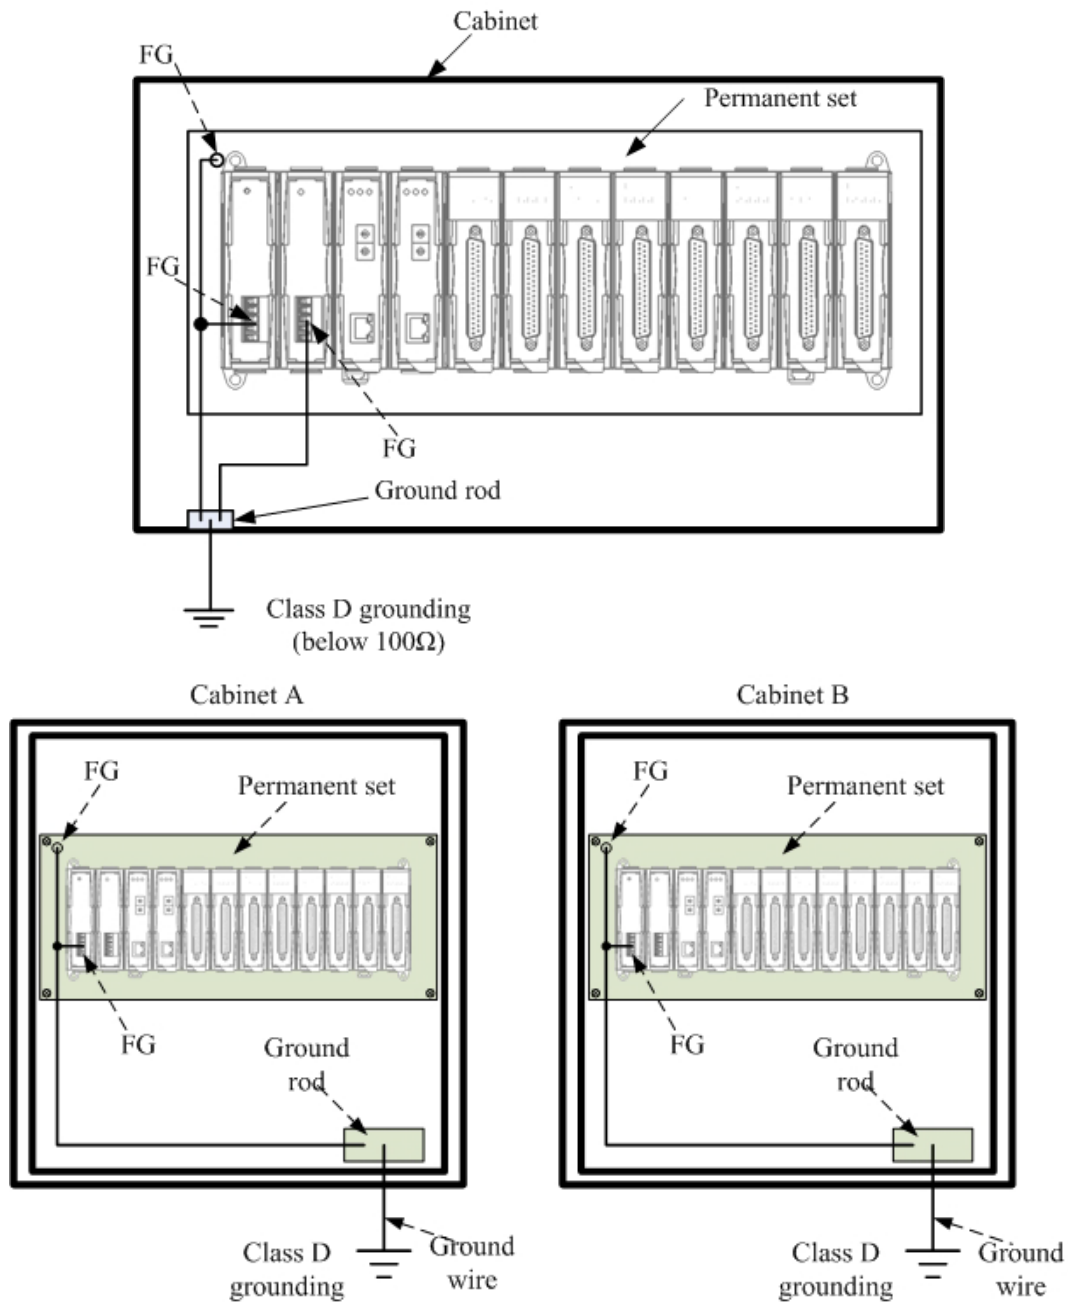 Cabinet
FG
Permanent set
FG
FG
Ground rod
Class D grounding
(below 100Ω)
Cabinet A
FG
Permanent set
FG
Ground
rod
Class D
grounding
Ground
wire
Cabinet B
FG
Permanent set
FG
Ground
rod
Class D
grounding
Ground
wire